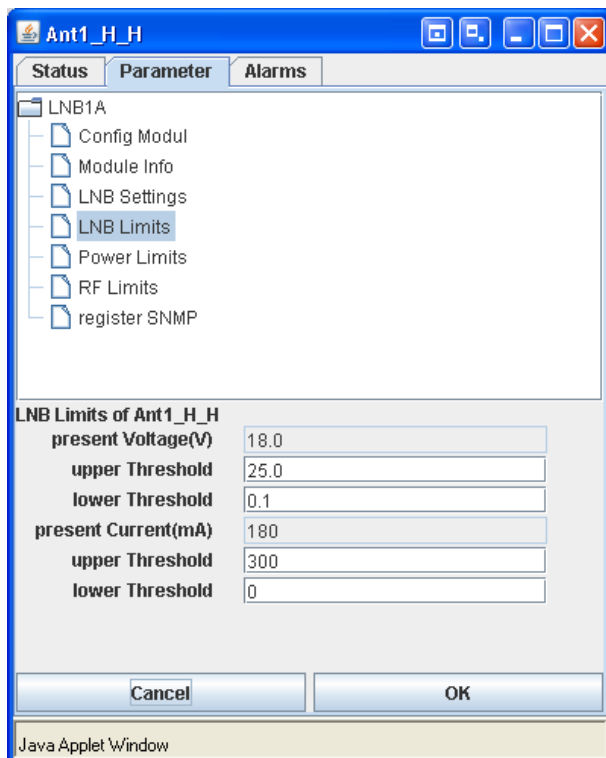 Ant1_H_H
Status Parameter Alarms
LNB1A
Config Modul
Module Info
LNB Settings
LNB Limits
Power Limits
RF Limits
register SNMP
LNB Limits of Ant1_H_H
present Voltage(V) 18.0
upper Threshold 25.0
lower Threshold 0.1
present Current(mA) 180
upper Threshold 300
lower Threshold 0
Cancel OK
Java Applet Window